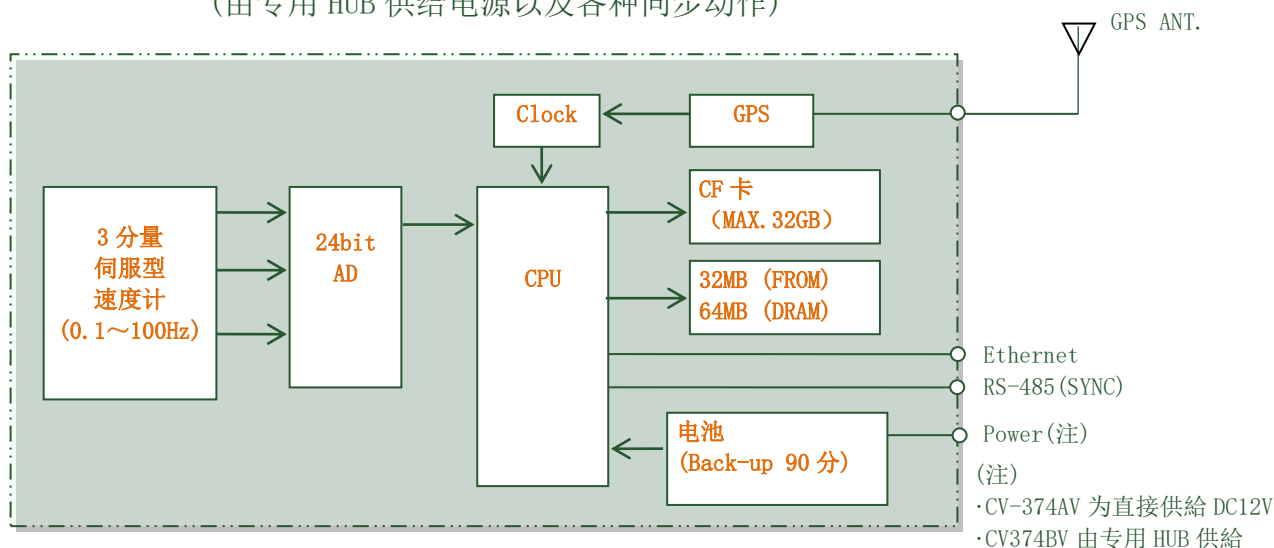 (由专用 HUB 供给电源以及各种同步动作)
GPS ANT.
Clock
GPS
CF 卡
（MAX. 32GB）
3 分量
伺服型
速度计
(0.1～100Hz)
24bit
AD
CPU
32MB (FROM)
64MB (DRAM)
Ethernet
RS-485(SYNC)
电池
(Back-up 90 分)
Power(注)
(注)
·CV-374AV 为直接供給 DC12V
·CV374BV 由专用 HUB 供給